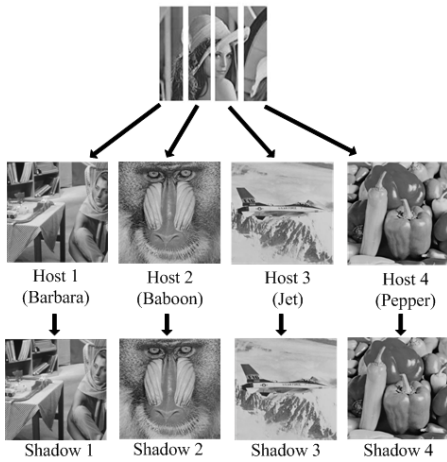 Host 1
(Barbara)
Host 2
(Baboon)
Host 3
(Jet)
Host 4
(Pepper)
Shadow 1
Shadow 2
Shadow 3
Shadow 4